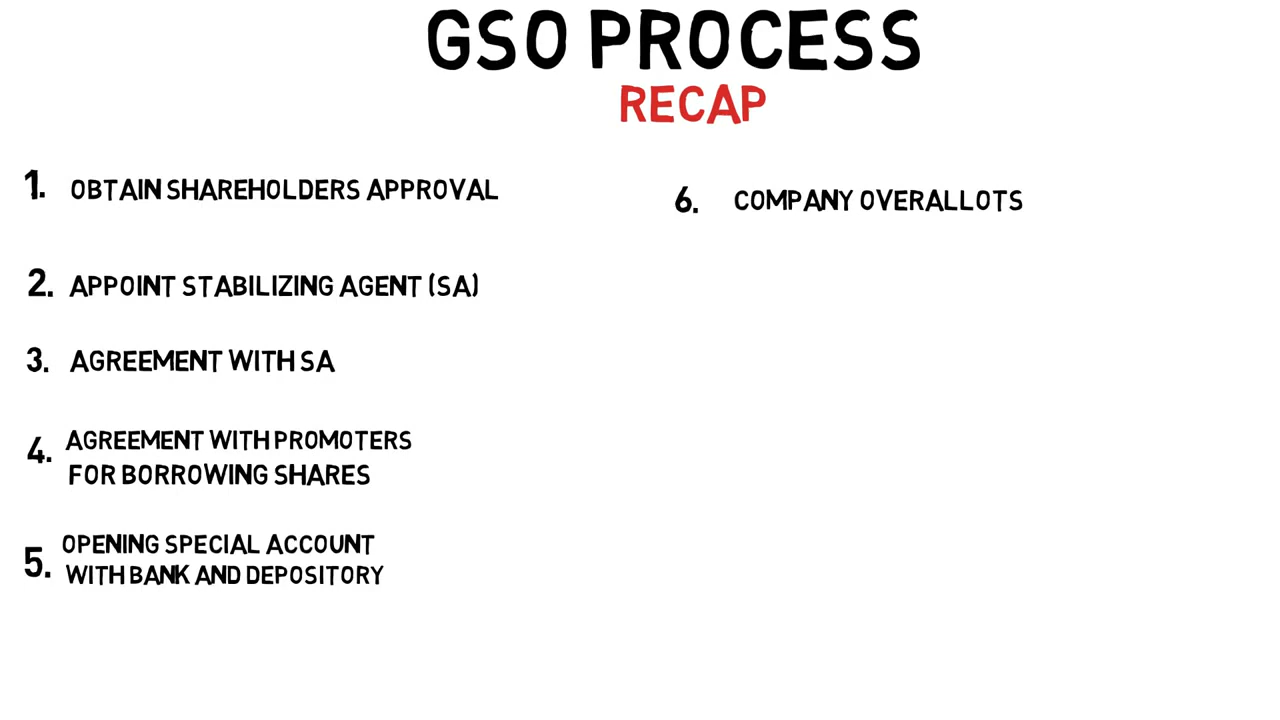 GSO PROCESS
RECAP
1. OBTAIN SHAREHOLDERS APPROVAL
2. APPOINT STABILIZING AGENT (SA)
3. AGREEMENT WITH SA
4. AGREEMENT WITH PROMOTERS
FOR BORROWING SHARES
5. OPENING SPECIAL ACCOUNT
WITH BANK AND DEPOSITORY
6. COMPANY OVERALLOTS